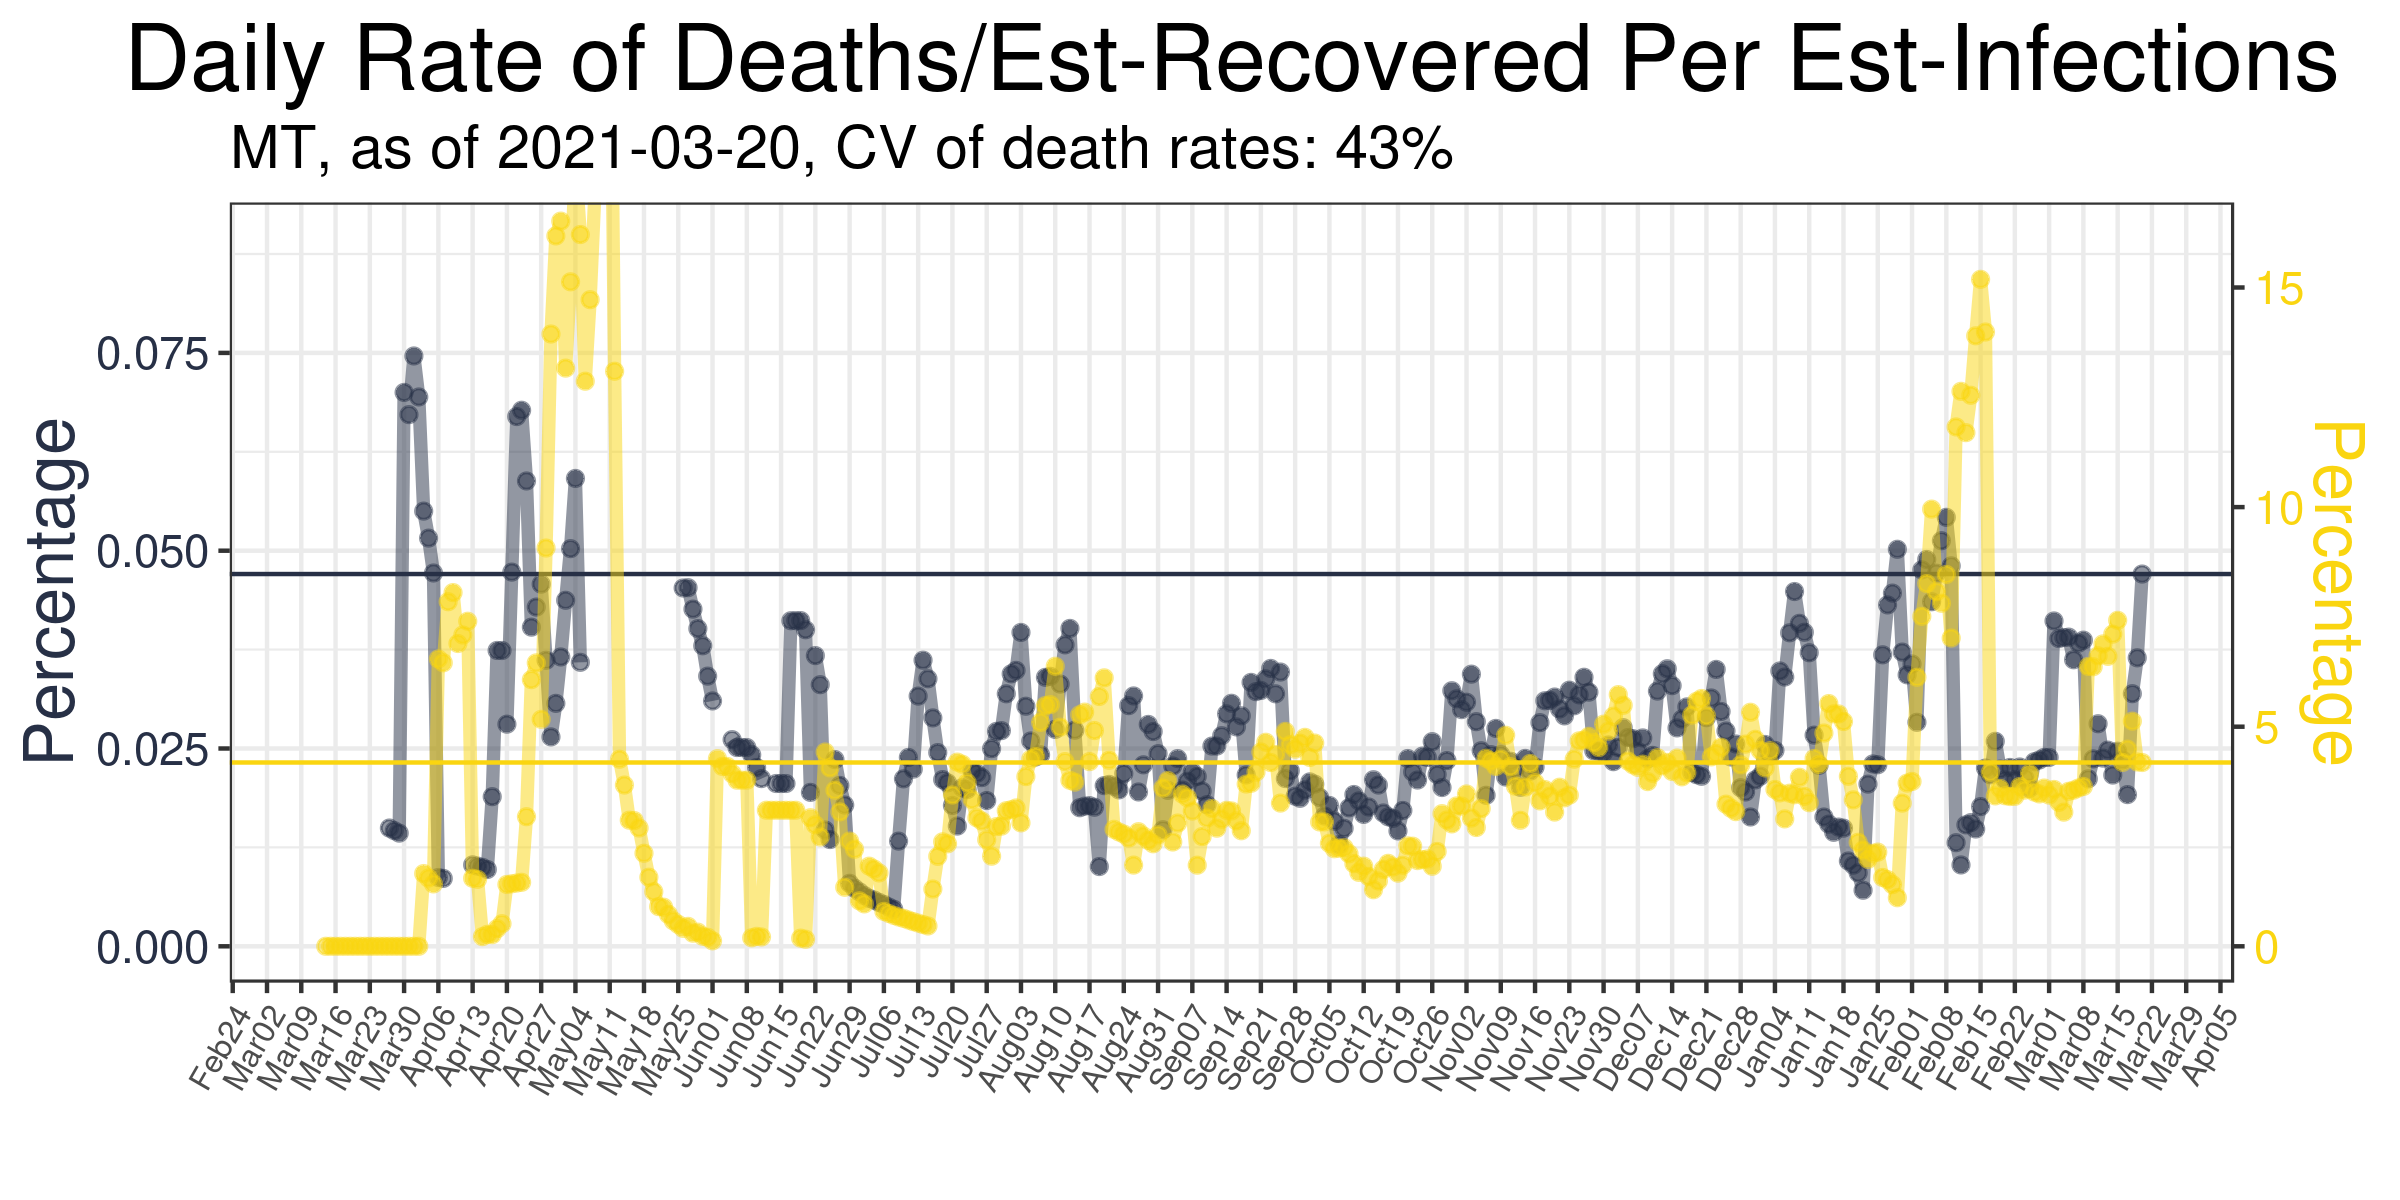 Daily Rate of Deaths/Est-Recovered Per Est-Infections
MT, as of 2021-03-20, CV of death rates: 43%
Percentage
0.075
0.050
0.025
0.000
15
10
5
0
Percentage
Feb24
Mar02
Mar09
Mar16
Mar23
Mar30
Apr06
Apr13
Apr20
Apr27
May04
May11
May18
May25
Jun01
Jun08
Jun15
Jun22
Jun29
Jul06
Jul13
Jul20
Jul27
Aug03
Aug10
Aug17
Aug24
Aug31
Sep07
Sep14
Sep21
Sep28
Oct05
Oct12
Oct19
Oct26
Nov02
Nov09
Nov16
Nov23
Nov30
Dec07
Dec14
Dec21
Dec28
Jan04
Jan11
Jan18
Jan25
Feb01
Feb08
Feb15
Feb22
Mar01
Mar08
Mar15
Mar22
Mar29
Apr05